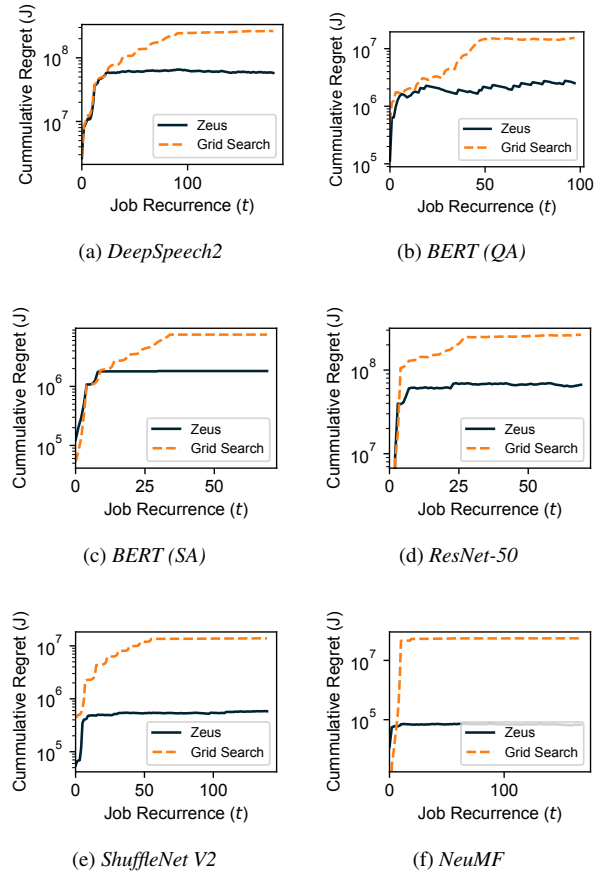 Cummulative Regret (J)
10^8
10^7
Zeus
Grid Search
0
100
Job Recurrence (t)
(a) DeepSpeech2
Cummulative Regret (J)
10^7
10^6
10^5
Zeus
Grid Search
0
50
100
Job Recurrence (t)
(b) BERT (QA)
Cummulative Regret (J)
10^6
10^5
Zeus
Grid Search
0
25
50
Job Recurrence (t)
(c) BERT (SA)
Cummulative Regret (J)
10^8
10^7
Zeus
Grid Search
0
25
50
Job Recurrence (t)
(d) ResNet-50
Cummulative Regret (J)
10^7
10^6
10^5
Zeus
Grid Search
0
50
100
Job Recurrence (t)
(e) ShuffleNet V2
Cummulative Regret (J)
10^7
10^5
Zeus
Grid Search
0
100
Job Recurrence (t)
(f) NeuMF